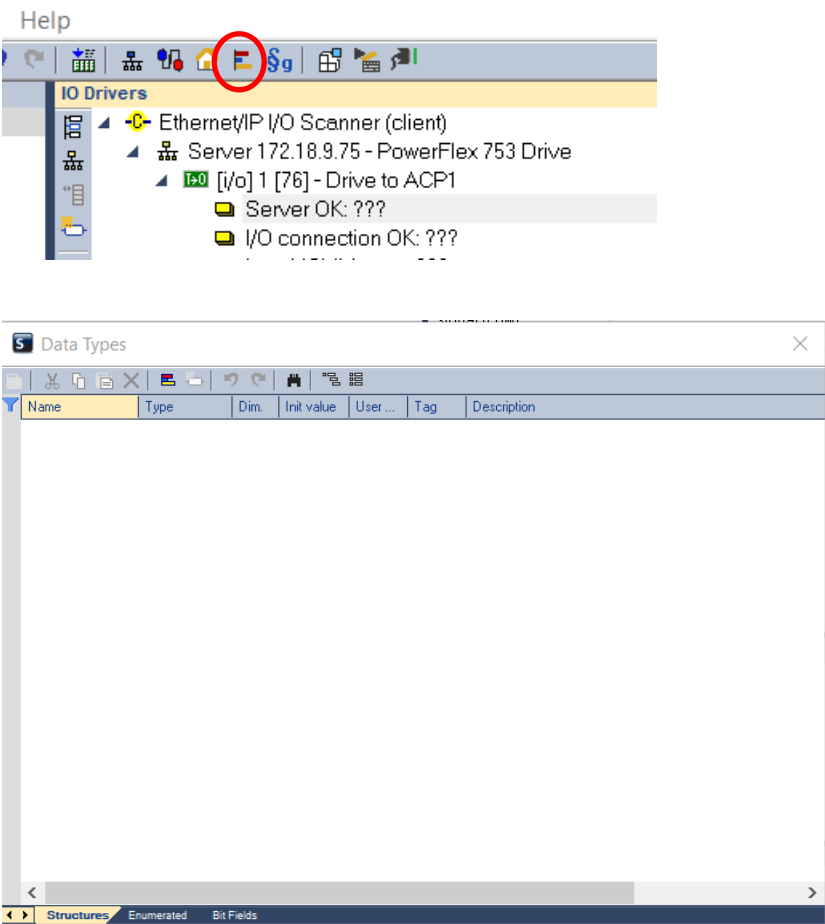 Help
§g
IO Drivers
-C- Ethernet/IP I/O Scanner (client)
Server 172.18.9.75 - PowerFlex 753 Drive
[i/o] 1 [76] - Drive to ACP1
Server OK: ???
I/O connection OK: ???
S Data Types
Name Type Dim. Init value User ... Tag Description
Structures Enumerated Bit Fields